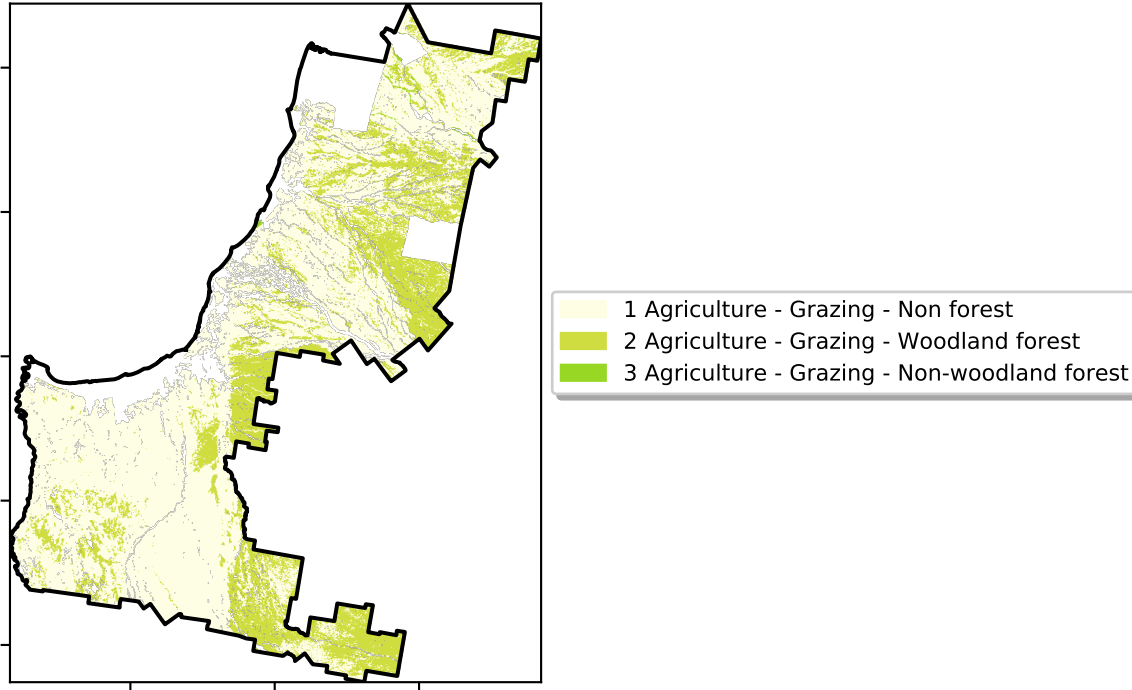 1 Agriculture - Grazing - Non forest
2 Agriculture - Grazing - Woodland forest
3 Agriculture - Grazing - Non-woodland forest